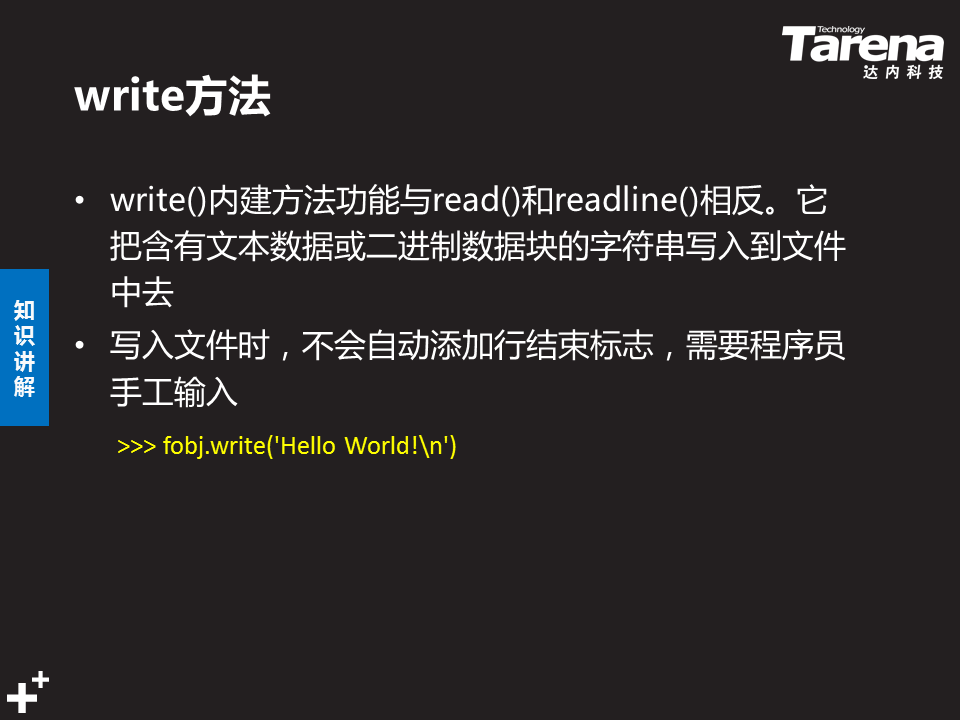 Technology
Tarena
达内科技
write方法
• write()内建方法功能与read()和readline()相反。它
把含有文本数据或二进制数据块的字符串写入到文件
中去
• 写入文件时，不会自动添加行结束标志，需要程序员
手工输入
>>> fobj.write('Hello World!\n')
知
识
讲
解